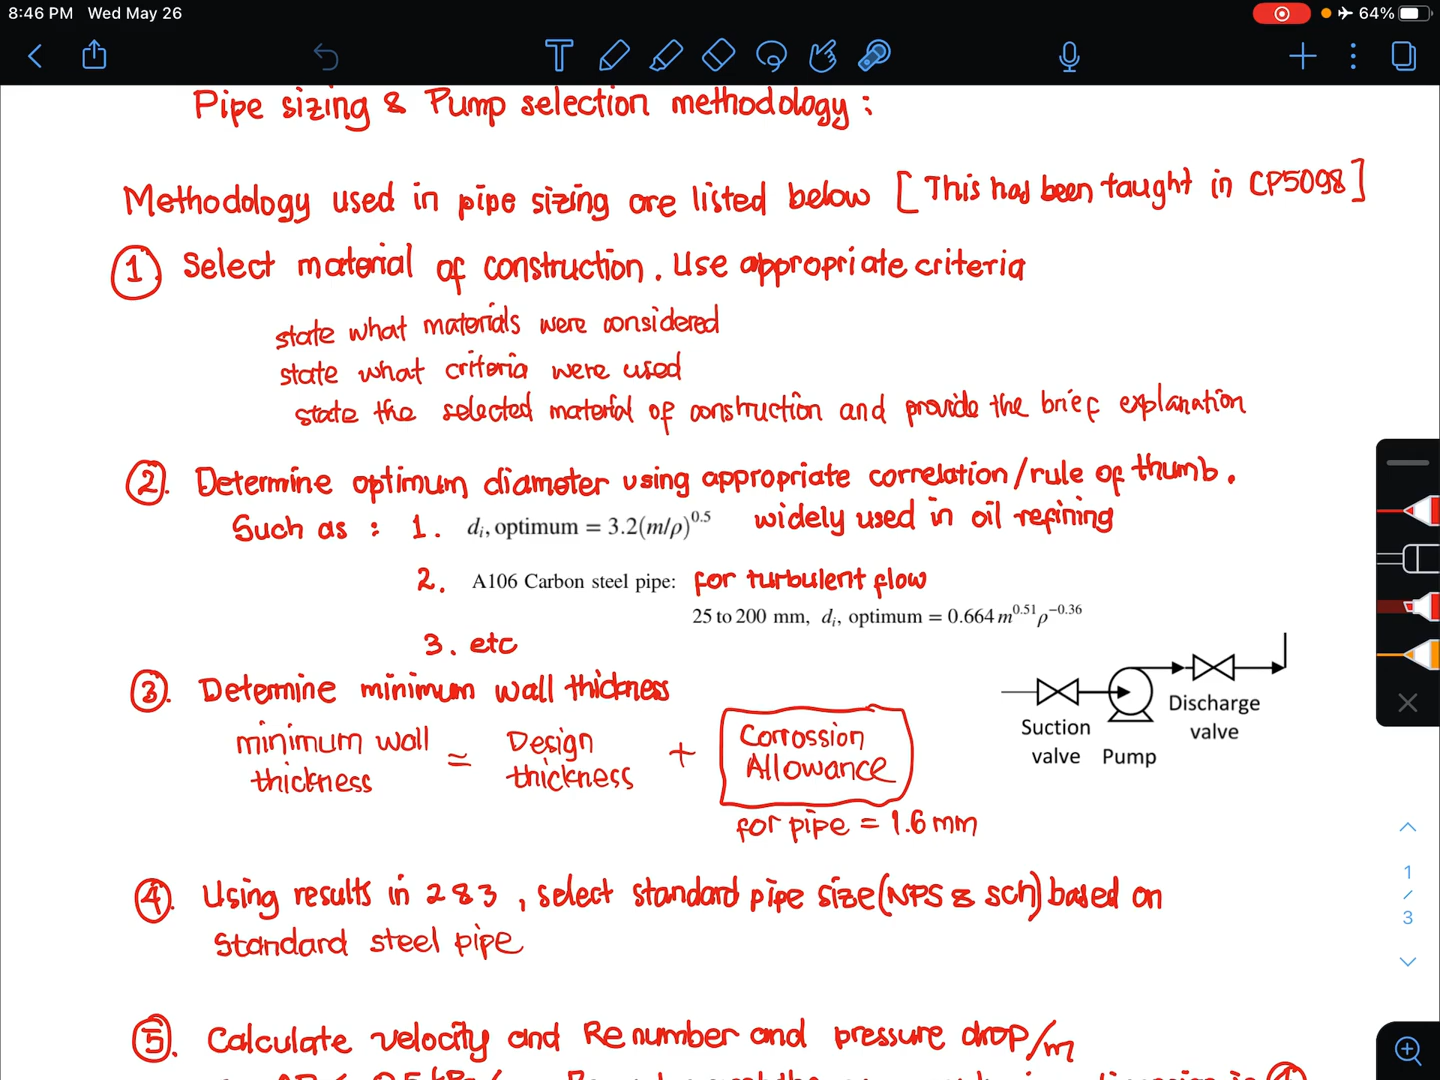 8:46 PM Wed May 26
64%
Pipe sizing & Pump selection methodology :
Methodology used in pipe sizing are listed below [This has been taught in CP5098]
①. Select material of construction. Use appropriate criteria
state what materials were considered
state what criteria were used
state the selected material of construction and provide the brief explanation
②. Determine optimum diameter using appropriate correlation/rule of thumb.
Such as : 1. dᵢ, optimum = 3.2(m/ρ)^0.5 widely used in oil refining
2. A106 Carbon steel pipe: for turbulent flow
25 to 200 mm, dᵢ, optimum = 0.664 m^0.51 ρ^−0.36
3. etc
③. Determine minimum wall thickness
minimum wall thickness = Design thickness + Corrossion Allowance
for pipe = 1.6 mm
Suction valve
Pump
Discharge valve
④. Using results in 2 & 3, select standard pipe size (NPS & sch) based on
standard steel pipe
⑤. Calculate velocity and Re number and pressure drop/m
1
/
3